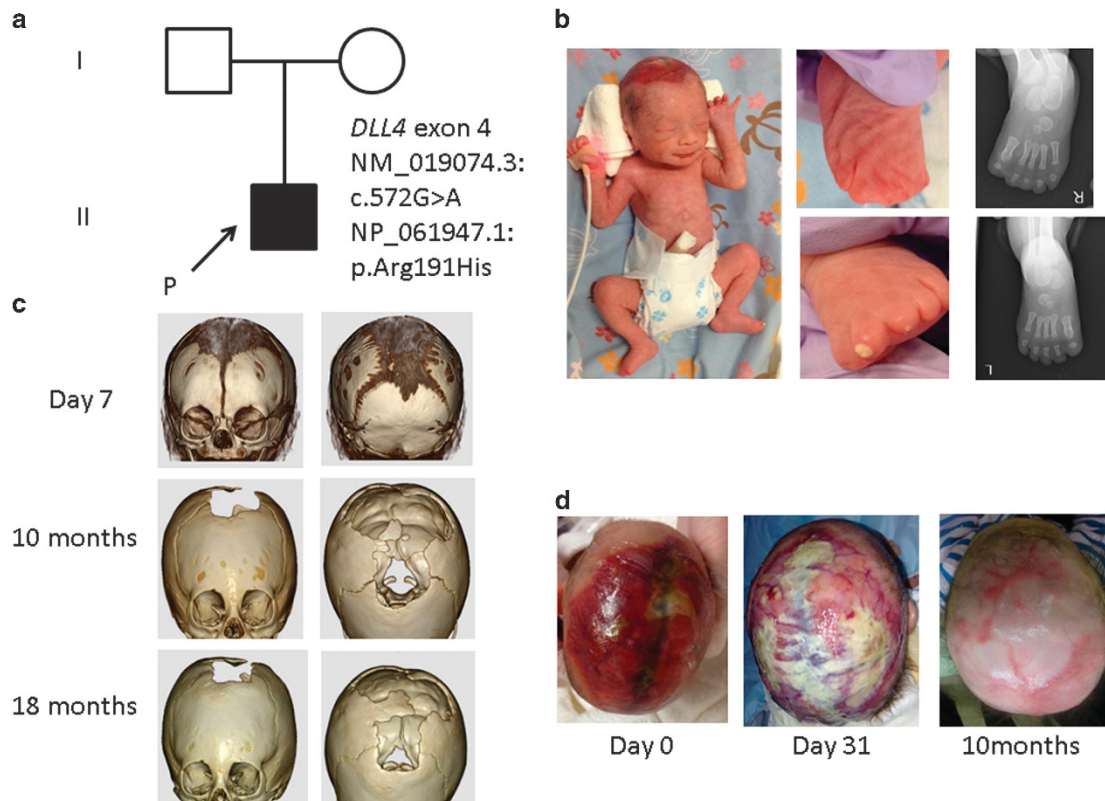 a
I
DLL4 exon 4
NM_019074.3:
c.572G>A
NP_061947.1:
p.Arg191His
II
P
b
R
L
c
Day 7
10 months
18 months
d
Day 0
Day 31
10months